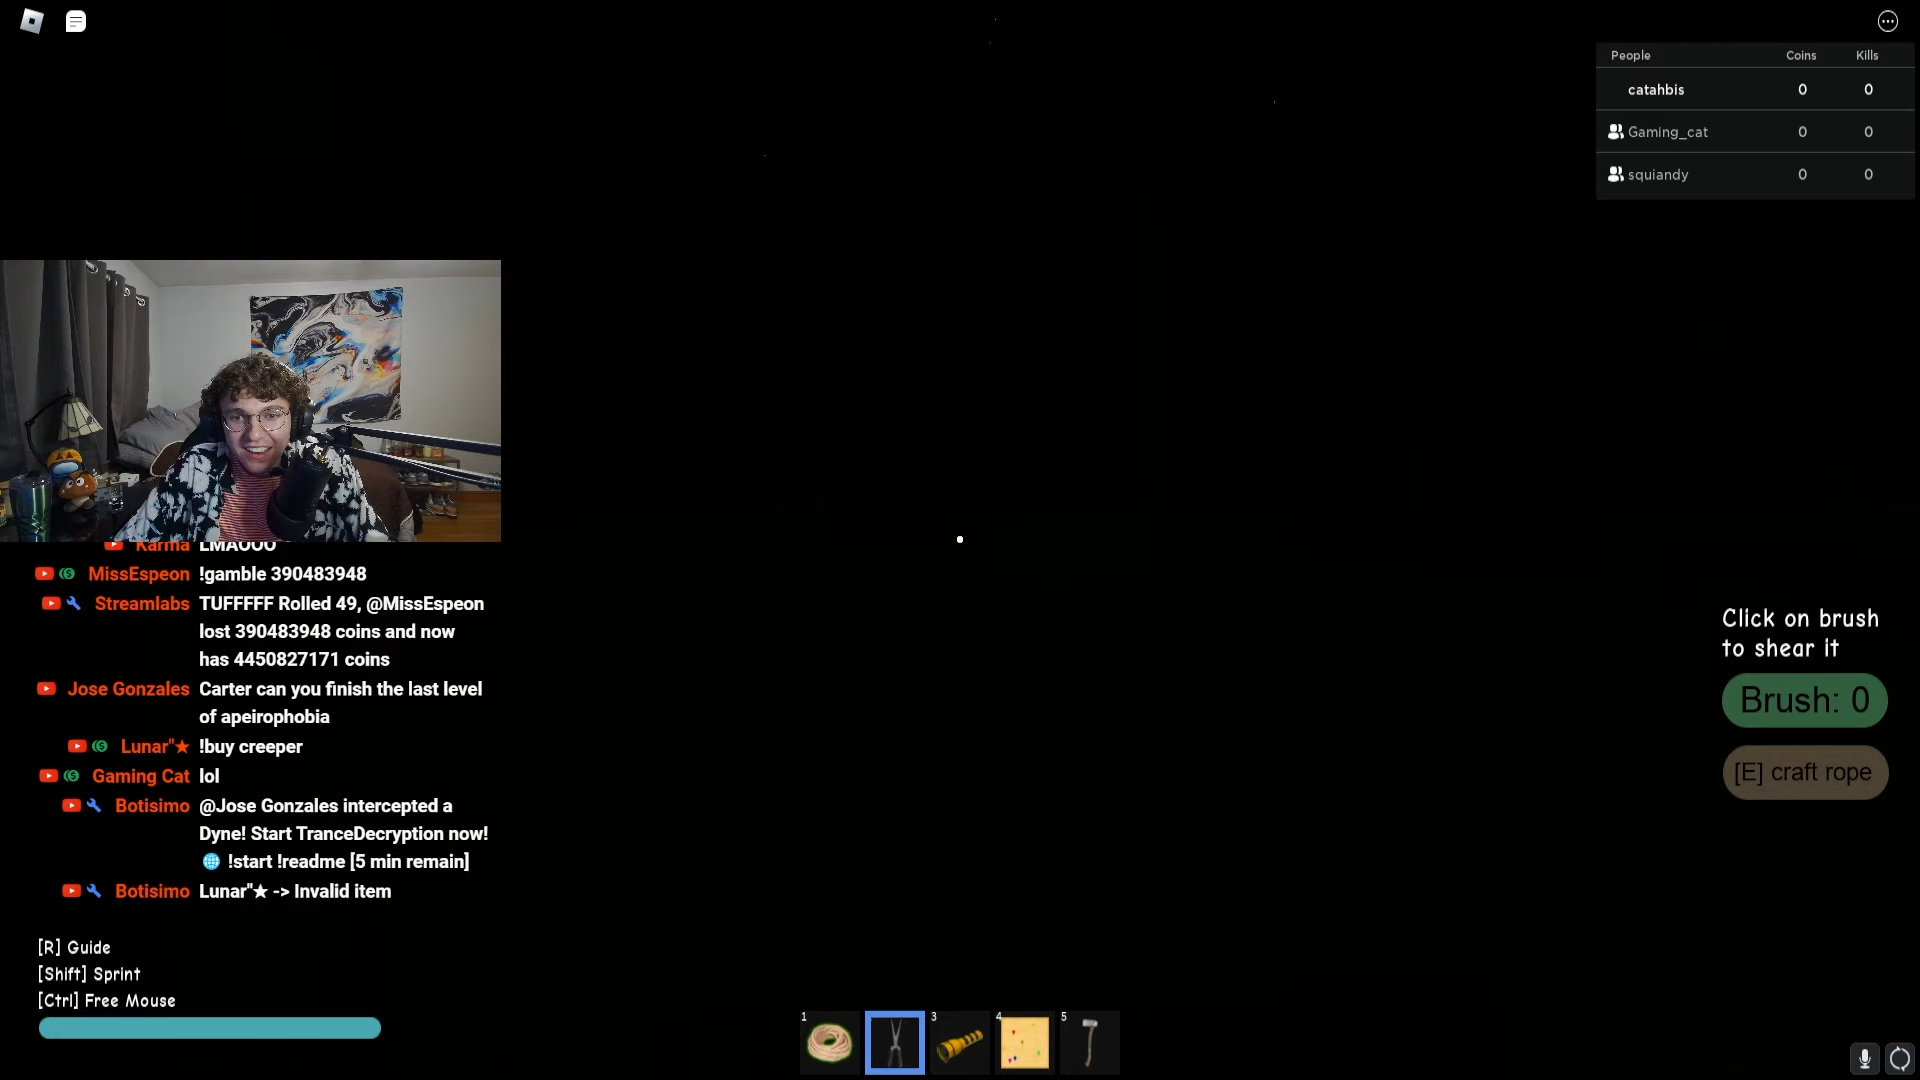 People Coins Kills
catahbis 0 0
Gaming_cat 0 0
squiandy 0 0
Karma LMAOOO
MissEspeon !gamble 390483948
Streamlabs TUFFFFF Rolled 49, @MissEspeon
lost 390483948 coins and now
has 4450827171 coins
Jose Gonzales Carter can you finish the last level
of apeirophobia
Lunar"★ !buy creeper
Gaming Cat lol
Botisimo @Jose Gonzales intercepted a
Dyne! Start TranceDecryption now!
🌐 !start !readme [5 min remain]
Botisimo Lunar"★ -> Invalid item
Click on brush
to shear it
Brush: 0
[E] craft rope
[R] Guide
[Shift] Sprint
[Ctrl] Free Mouse
1 3 4 5